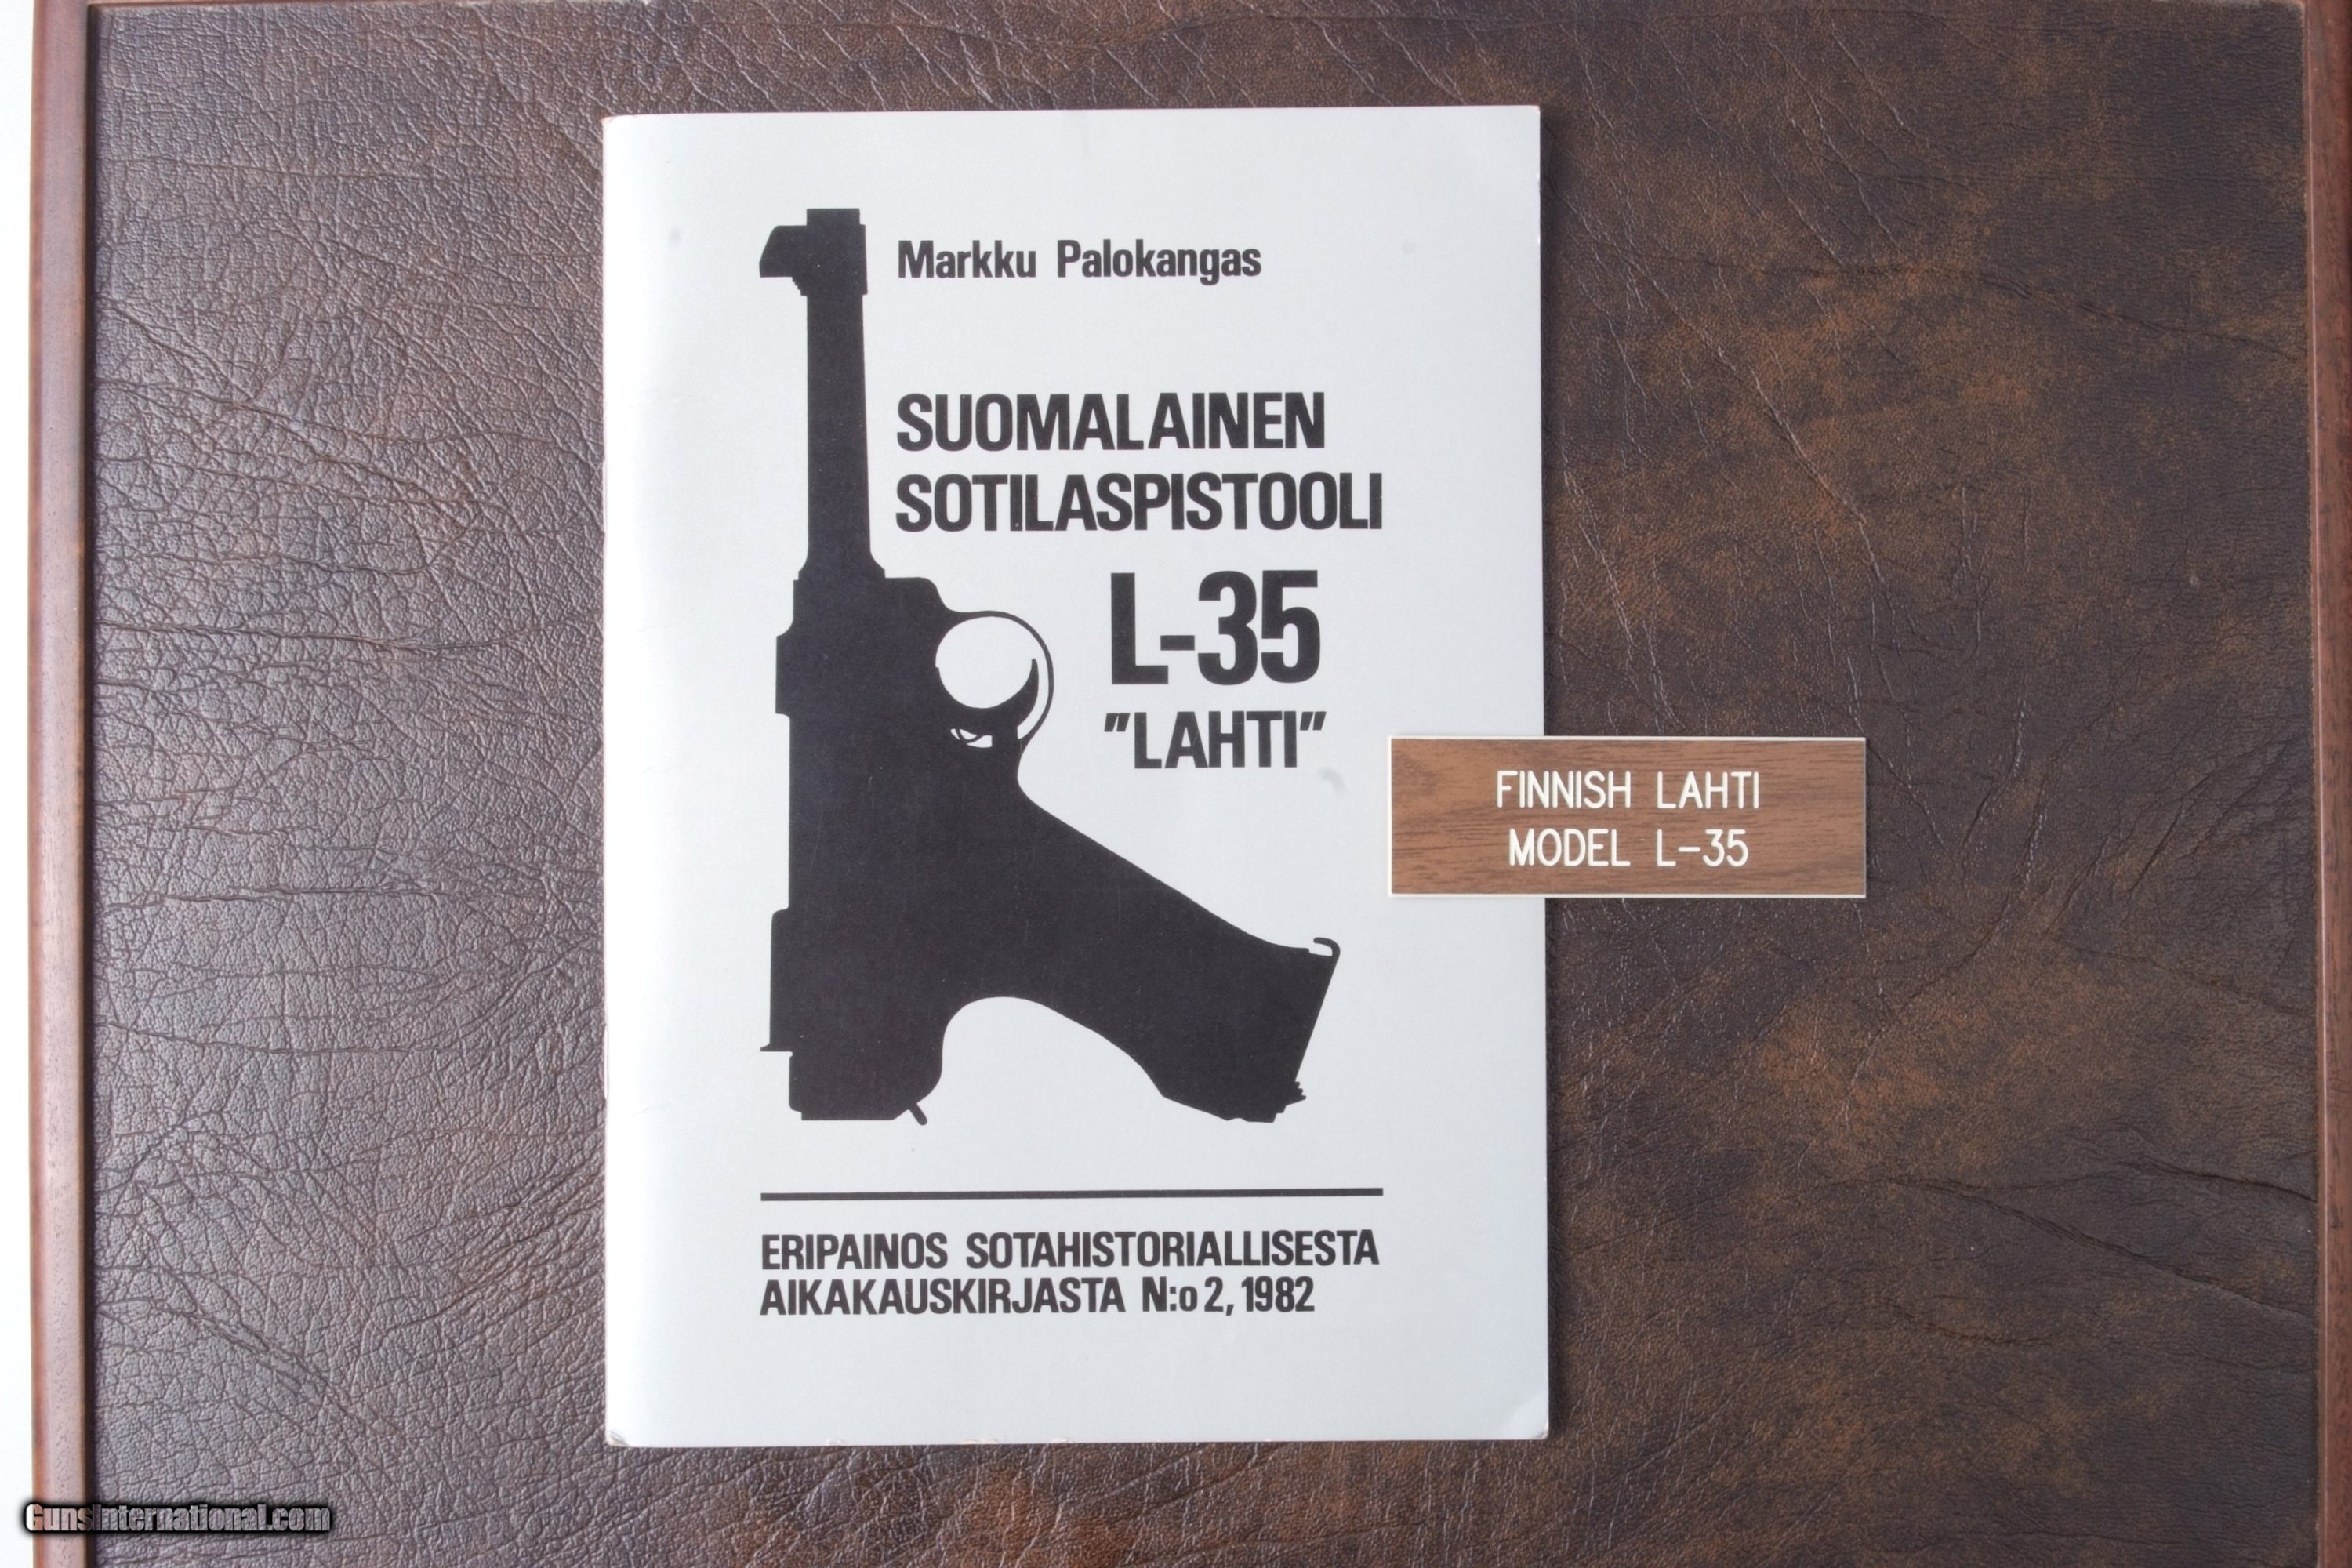 Markku Palokangas
SUOMALAINEN
SOTILASPISTOOLI
L-35
"LAHTI"
FINNISH LAHTI
MODEL L-35
ERIPAINOS SOTAHISTORIALLISESTA
AIKAKAUSKIRJASTA N:o 2, 1982
GunsInternational.com